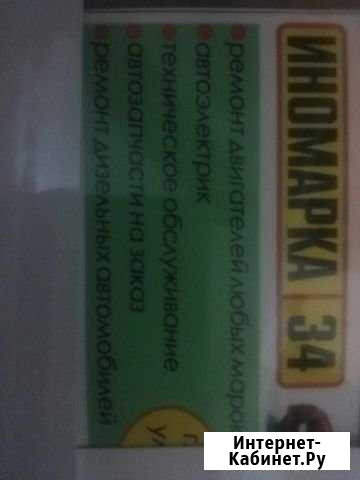 ИНОМАРКА 34
ремонт двигателей любых марок
автоэлектрик
техническое обслуживание
автозапчасти на заказ
ремонт дизельных автомобилей
Интернет-
Кабинет.Ру